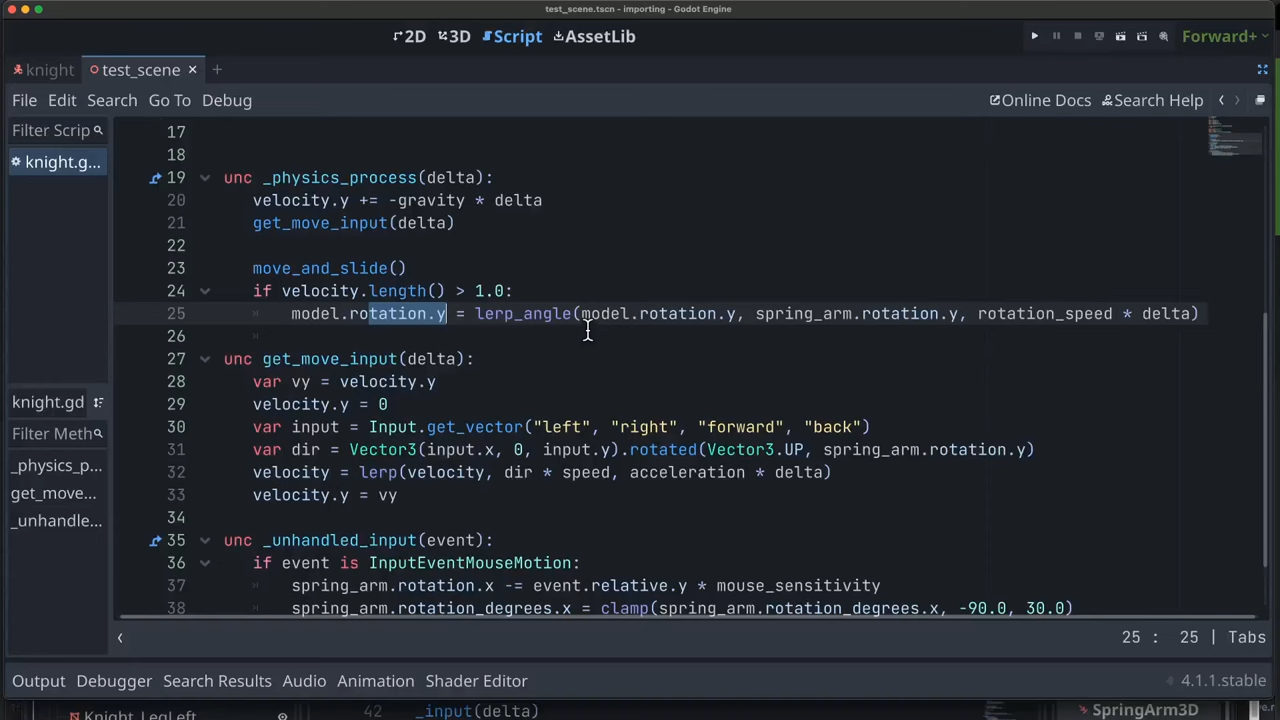 test_scene.tscn - importing - Godot Engine
2D 3D Script AssetLib Forward+
knight test_scene
File Edit Search Go To Debug Online Docs Search Help
Filter Scrip
knight.g...
knight.gd
Filter Meth
_physics_p...
get_move...
_unhandle...
17
18
19 unc _physics_process(delta):
20 velocity.y += -gravity * delta
21 get_move_input(delta)
22
23 move_and_slide()
24 if velocity.length() > 1.0:
25 model.rotation.y = lerp_angle(model.rotation.y, spring_arm.rotation.y, rotation_speed * delta)
26
27 unc get_move_input(delta):
28 var vy = velocity.y
29 velocity.y = 0
30 var input = Input.get_vector("left", "right", "forward", "back")
31 var dir = Vector3(input.x, 0, input.y).rotated(Vector3.UP, spring_arm.rotation.y)
32 velocity = lerp(velocity, dir * speed, acceleration * delta)
33 velocity.y = vy
34
35 unc _unhandled_input(event):
36 if event is InputEventMouseMotion:
37 spring_arm.rotation.x -= event.relative.y * mouse_sensitivity
38 spring_arm.rotation_degrees.x = clamp(spring_arm.rotation_degrees.x, -90.0, 30.0)
25 : 25 | Tabs
Output Debugger Search Results Audio Animation Shader Editor 4.1.1.stable
Knight_LegLeft 42 _input(delta) SpringArm3D